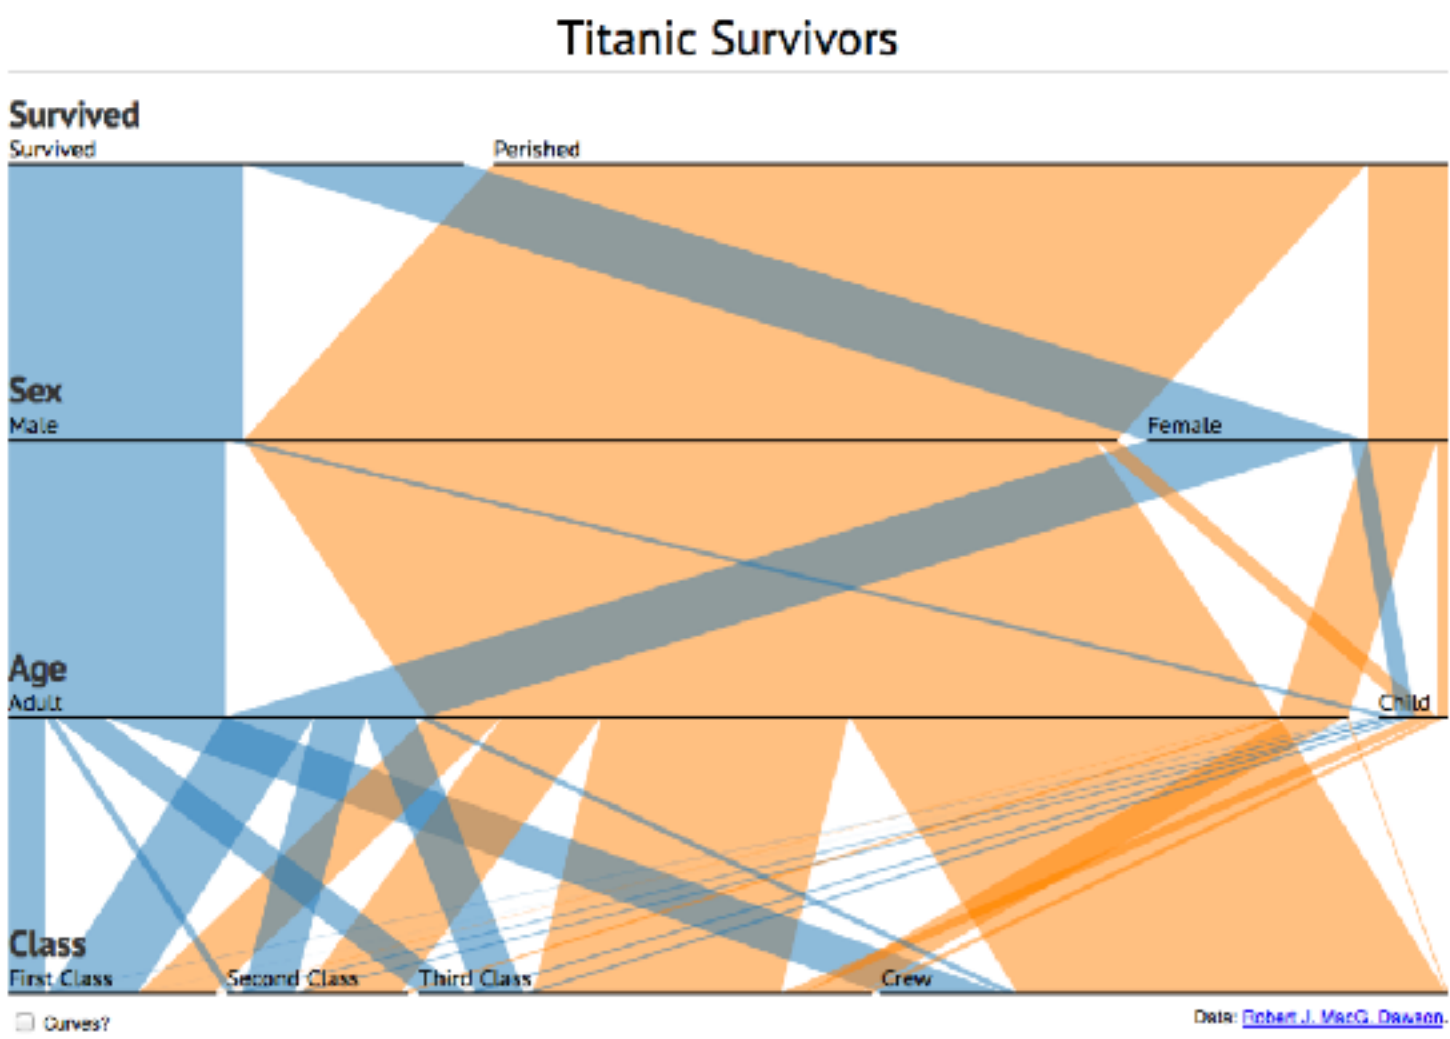 Titanic Survivors
Survived
Survived Perished
Sex
Male Female
Age
Adult Child
Class
First Class Second Class Third Class Crew
Curves? Data: Robert J. MacG. Dawson.